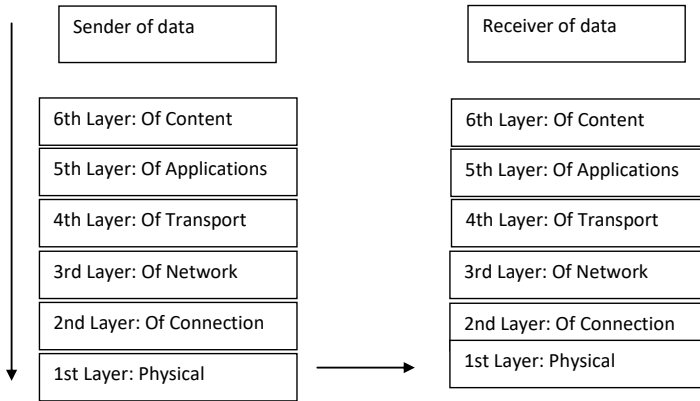 Sender of data
Receiver of data
6th Layer: Of Content
5th Layer: Of Applications
4th Layer: Of Transport
3rd Layer: Of Network
2nd Layer: Of Connection
1st Layer: Physical
6th Layer: Of Content
5th Layer: Of Applications
4th Layer: Of Transport
3rd Layer: Of Network
2nd Layer: Of Connection
1st Layer: Physical